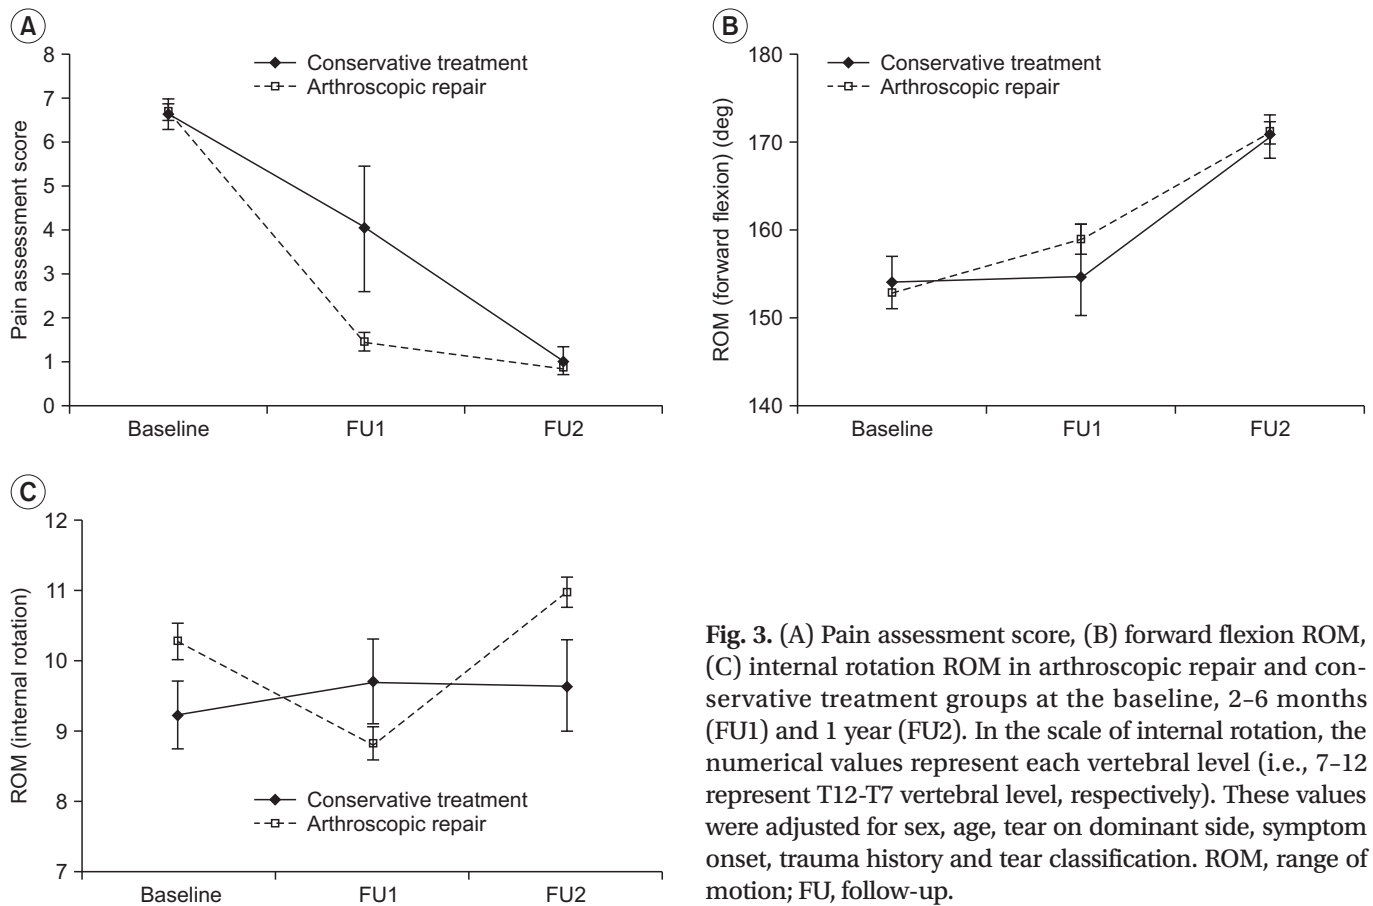 A
8
7
6
5
4
3
2
1
0
Pain assessment score
Conservative treatment
Arthroscopic repair
Baseline FU1 FU2
B
180
170
160
150
140
ROM (forward flexion) (deg)
Conservative treatment
Arthroscopic repair
Baseline FU1 FU2
C
12
11
10
9
8
7
ROM (internal rotation)
Conservative treatment
Arthroscopic repair
Baseline FU1 FU2
Fig. 3. (A) Pain assessment score, (B) forward flexion ROM,
(C) internal rotation ROM in arthroscopic repair and con-
servative treatment groups at the baseline, 2–6 months
(FU1) and 1 year (FU2). In the scale of internal rotation, the
numerical values represent each vertebral level (i.e., 7–12
represent T12-T7 vertebral level, respectively). These values
were adjusted for sex, age, tear on dominant side, symptom
onset, trauma history and tear classification. ROM, range of
motion; FU, follow-up.